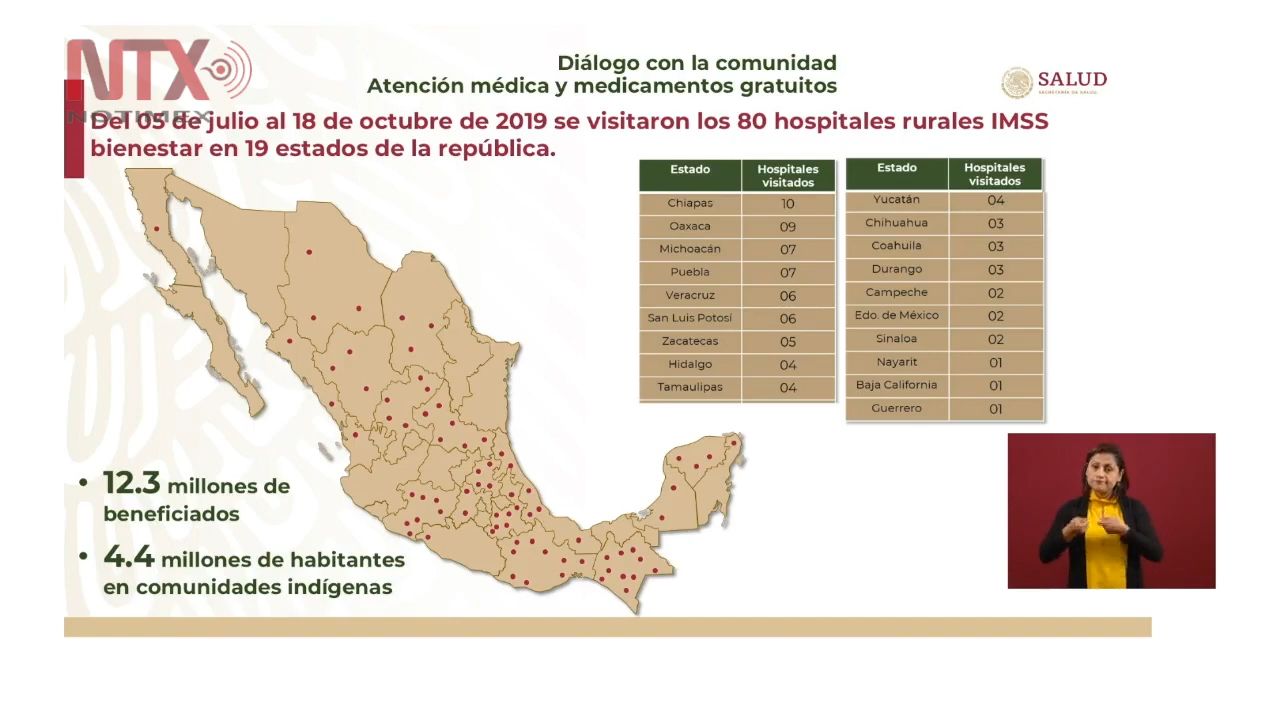 NTX
NOTIMEX
Diálogo con la comunidad
Atención médica y medicamentos gratuitos
SALUD
SECRETARÍA DE SALUD
Del 05 de julio al 18 de octubre de 2019 se visitaron los 80 hospitales rurales IMSS
bienestar en 19 estados de la república.
Estado Hospitales visitados
Chiapas 10
Oaxaca 09
Michoacán 07
Puebla 07
Veracruz 06
San Luis Potosí 06
Zacatecas 05
Hidalgo 04
Tamaulipas 04
Estado Hospitales visitados
Yucatán 04
Chihuahua 03
Coahuila 03
Durango 03
Campeche 02
Edo. de México 02
Sinaloa 02
Nayarit 01
Baja California 01
Guerrero 01
• 12.3 millones de
beneficiados
• 4.4 millones de habitantes
en comunidades indígenas